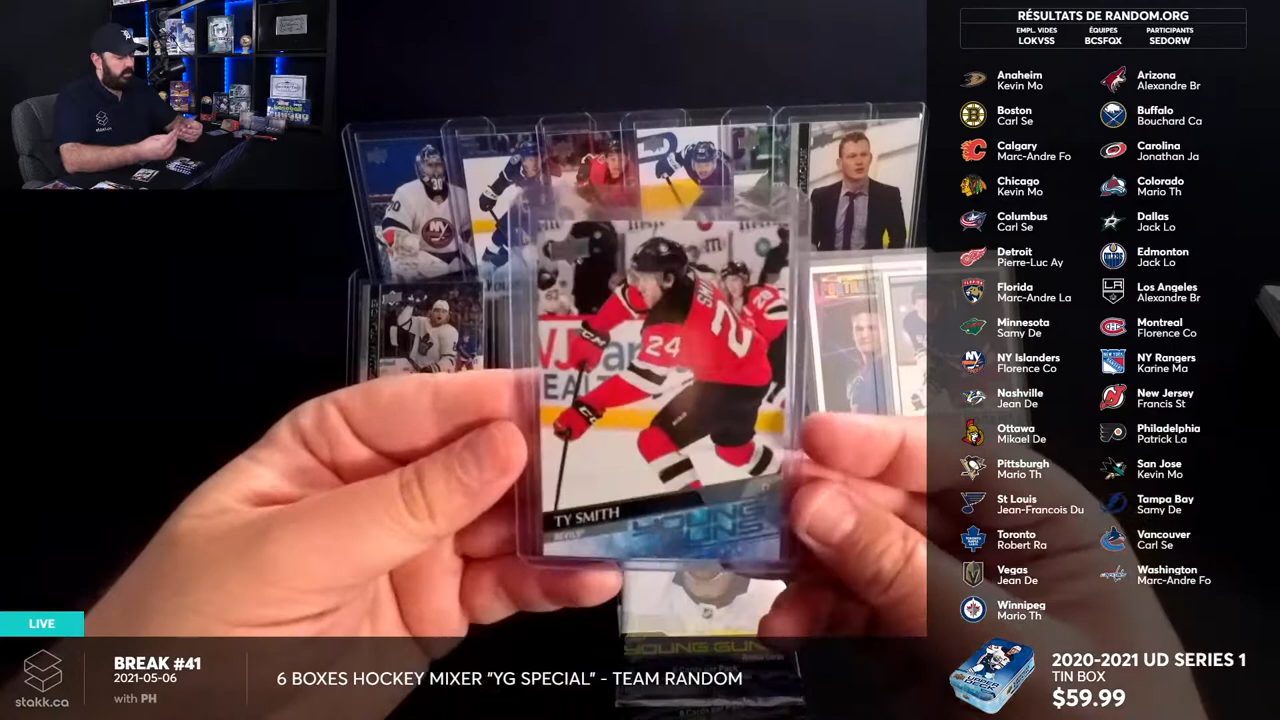 RÉSULTATS DE RANDOM.ORG
EMPL. VIDES
LOKVSS
ÉQUIPES
BCSFQX
PARTICIPANTS
SEDORW
Anaheim
Kevin Mo
Arizona
Alexandre Br
Boston
Carl Se
Buffalo
Bouchard Ca
Calgary
Marc-Andre Fo
Carolina
Jonathan Ja
Chicago
Kevin Mo
Colorado
Mario Th
Columbus
Carl Se
Dallas
Jack Lo
Detroit
Pierre-Luc Ay
Edmonton
Jack Lo
Florida
Marc-Andre La
Los Angeles
Alexandre Br
Minnesota
Samy De
Montreal
Florence Co
NY Islanders
Florence Co
NY Rangers
Karine Ma
Nashville
Jean De
New Jersey
Francis St
Ottawa
Mikael De
Philadelphia
Patrick La
Pittsburgh
Mario Th
San Jose
Kevin Mo
St Louis
Jean-Francois Du
Tampa Bay
Samy De
Toronto
Robert Ra
Vancouver
Carl Se
Vegas
Jean De
Washington
Marc-Andre Fo
Winnipeg
Mario Th
24
TY SMITH
YOUNG GUNS
LIVE
stakk.ca
BREAK #41
2021-05-06
with PH
6 BOXES HOCKEY MIXER "YG SPECIAL" - TEAM RANDOM
2020-2021 UD SERIES 1
TIN BOX
$59.99